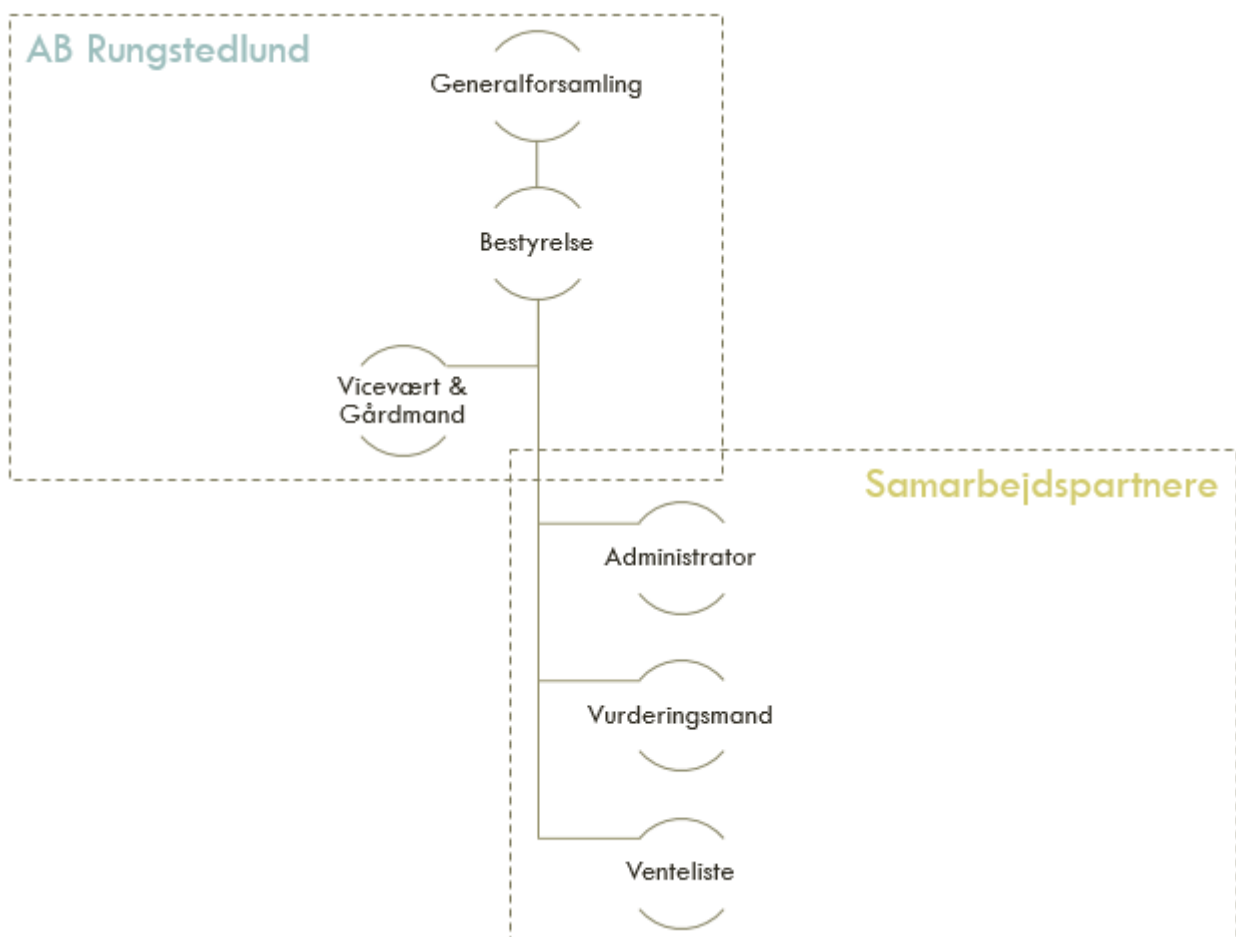 AB Rungstedlund
Generalforsamling
Bestyrelse
Vicevært &
Gårdmand
Samarbejdspartnere
Administrator
Vurderingsmand
Venteliste